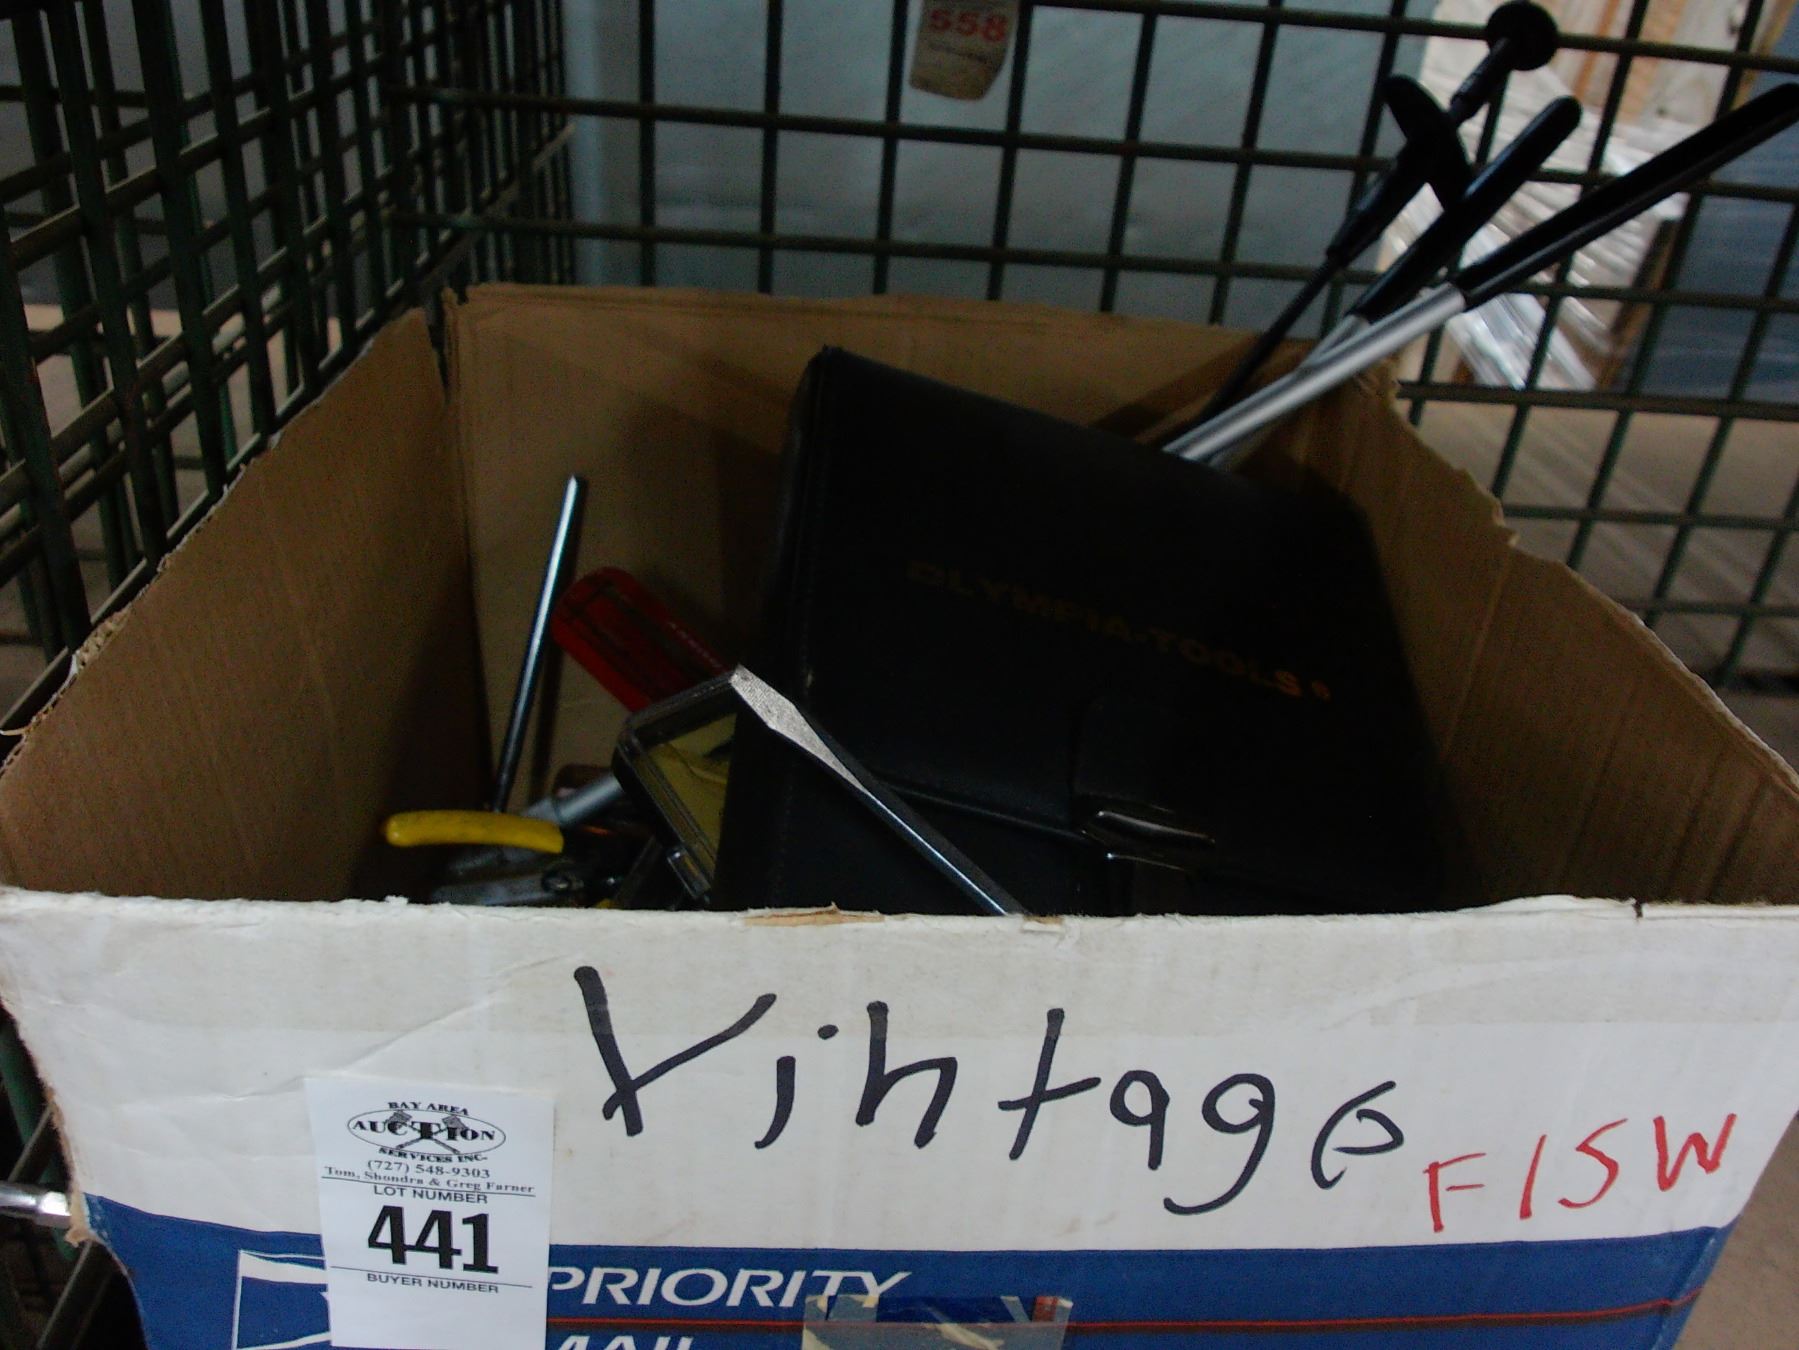 558
OLYMPIA-TOOLS®
Vintage
F15W
BAY AREA
AUCTION
SERVICES INC.
(727) 548-9303
Tom, Shondra & Greg Farner
LOT NUMBER
441
BUYER NUMBER
PRIORITY
MAIL